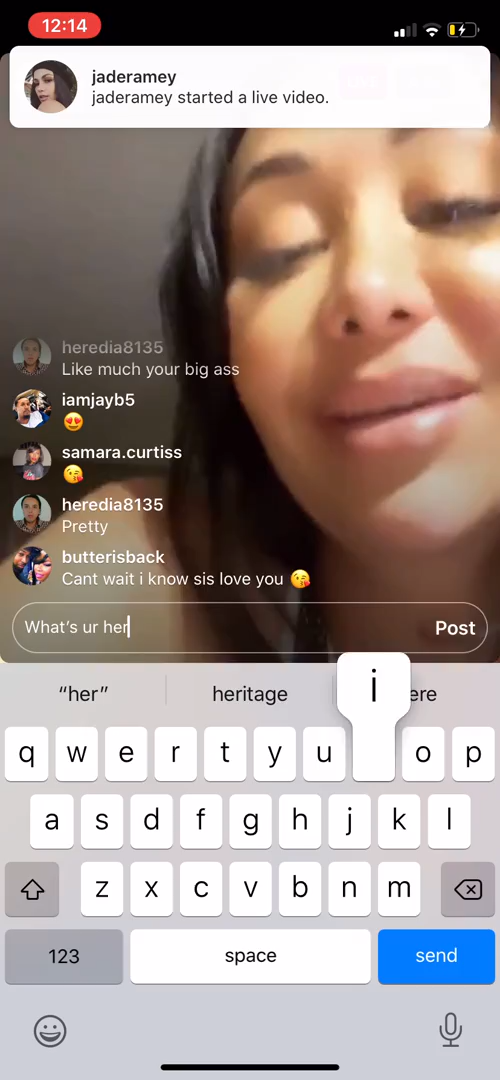 12:14
jaderamey
jaderamey started a live video.
heredia8135
Like much your big ass
iamjayb5
😍
samara.curtiss
😘
heredia8135
Pretty
butterisback
Cant wait i know sis love you 😘
What's ur her
Post
“her”
heritage
ere
i
q w e r t y u o p
a s d f g h j k l
z x c v b n m
123
space
send